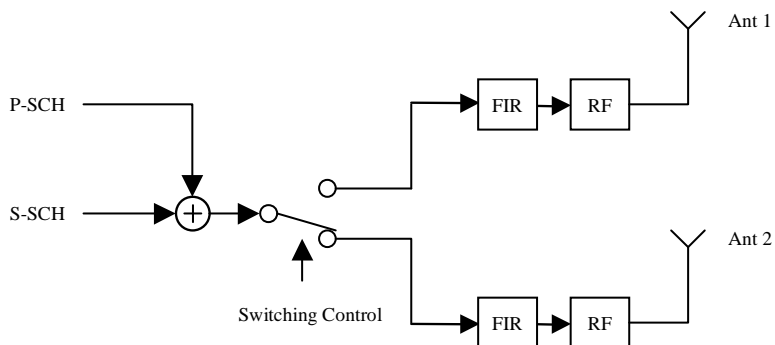 Ant 1
P-SCH
FIR
RF
S-SCH
Ant 2
Switching Control
FIR
RF